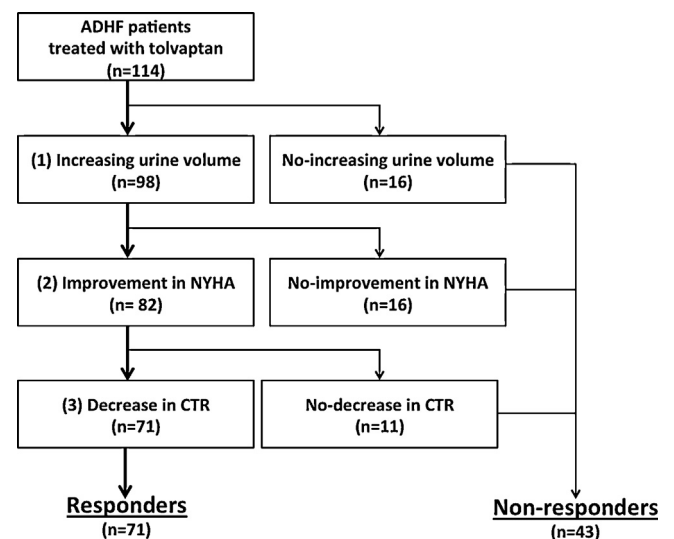 ADHF patients
treated with tolvaptan
(n=114)
(1) Increasing urine volume
(n=98)
No-increasing urine volume
(n=16)
(2) Improvement in NYHA
(n= 82)
No-improvement in NYHA
(n=16)
(3) Decrease in CTR
(n=71)
No-decrease in CTR
(n=11)
Responders
(n=71)
Non-responders
(n=43)